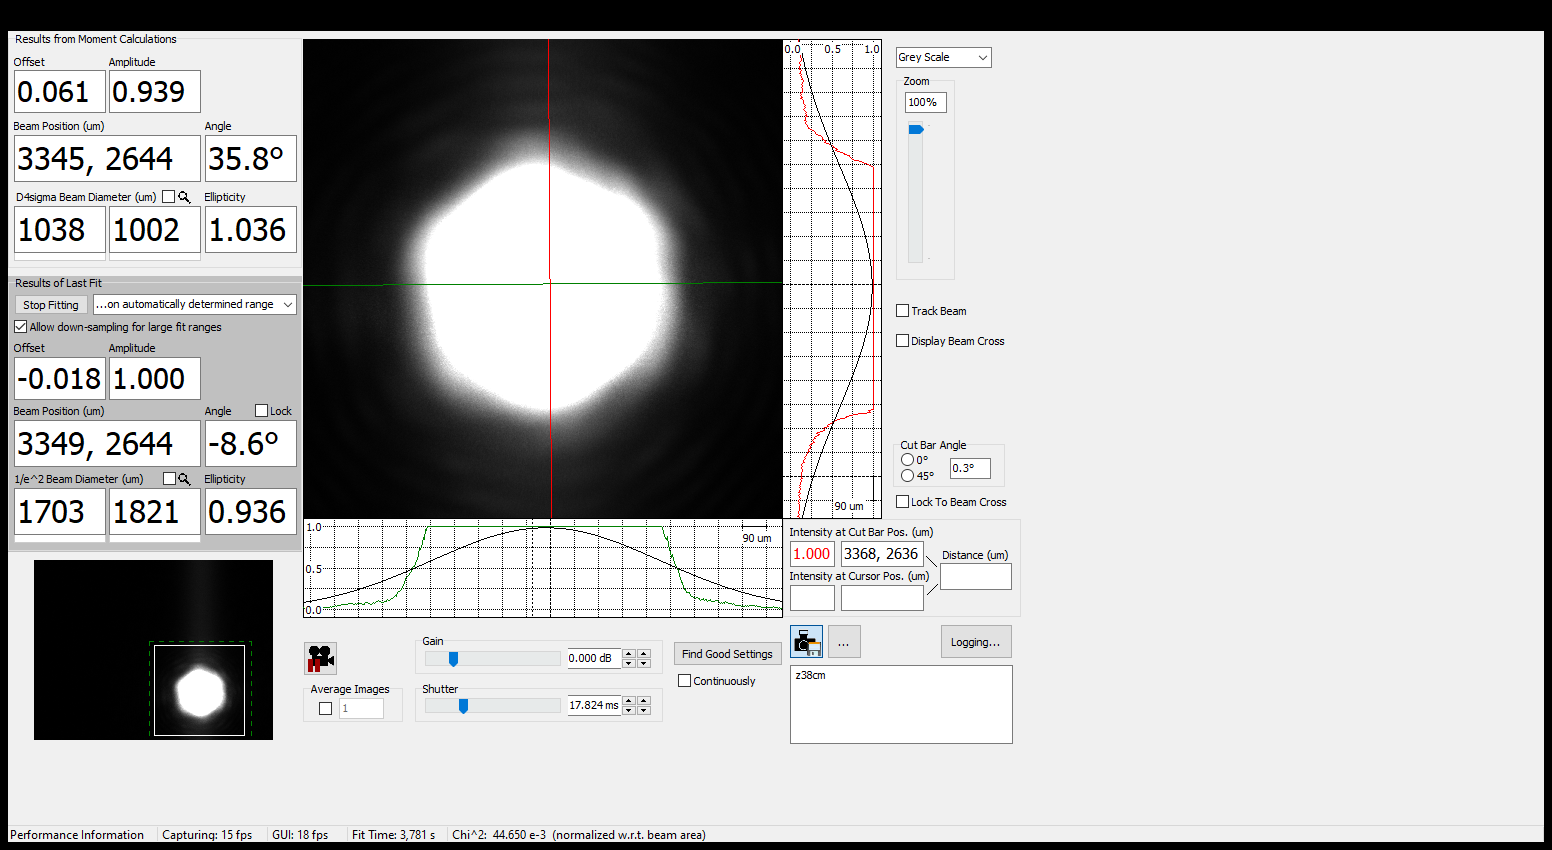 Results from Moment Calculations
Offset Amplitude
0.061 0.939
Beam Position (um) Angle
3345, 2644 35.8°
D4sigma Beam Diameter (um) Ellipticity
1038 1002 1.036
Results of Last Fit
Stop Fitting ...on automatically determined range
Allow down-sampling for large fit ranges
Offset Amplitude
-0.018 1.000
Beam Position (um) Angle Lock
3349, 2644 -8.6°
1/e^2 Beam Diameter (um) Ellipticity
1703 1821 0.936
0.0 0.5 1.0
90 um
1.0
0.5
0.0
90 um
Grey Scale
Zoom
100%
Track Beam
Display Beam Cross
Cut Bar Angle
0°
45°
0.3°
Lock To Beam Cross
Intensity at Cut Bar Pos. (um)
1.000 3368, 2636
Distance (um)
Intensity at Cursor Pos. (um)
Gain
0.000 dB
Find Good Settings
Continuously
Average Images
1
Shutter
17.824 ms
...
Logging...
z38cm
Performance Information Capturing: 15 fps GUI: 18 fps Fit Time: 3,781 s Chi^2: 44.650 e-3 (normalized w.r.t. beam area)